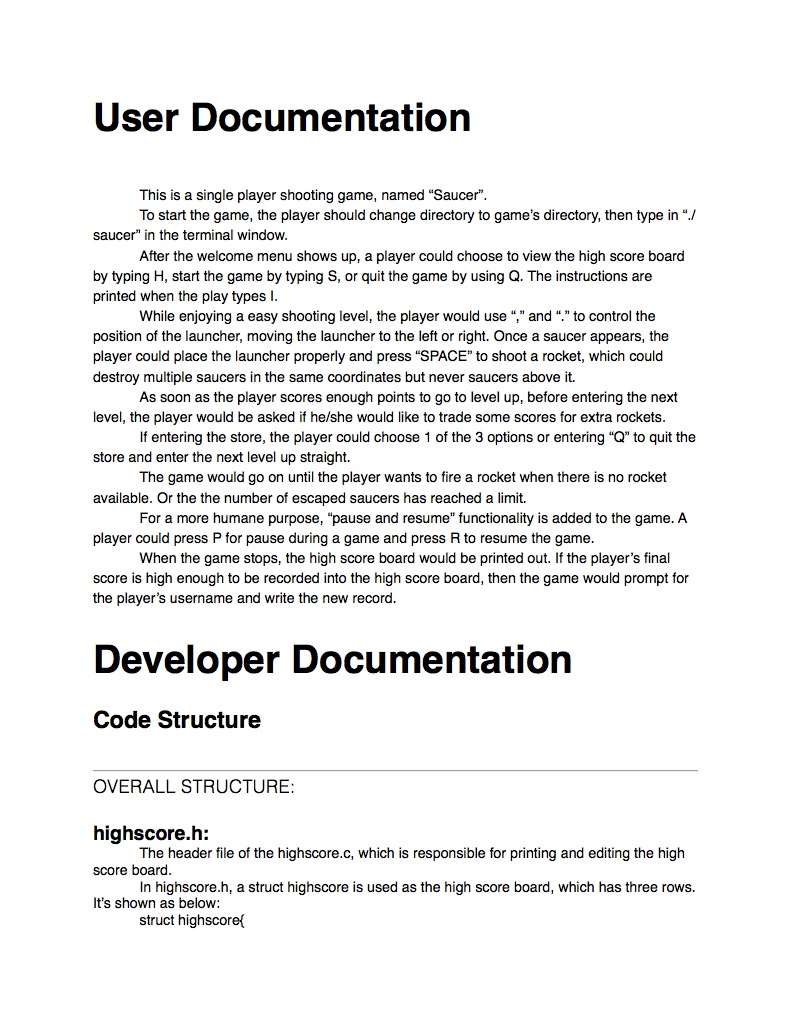 User Documentation
This is a single player shooting game, named “Saucer”.
To start the game, the player should change directory to game’s directory, then type in “./
saucer” in the terminal window.
After the welcome menu shows up, a player could choose to view the high score board
by typing H, start the game by typing S, or quit the game by using Q. The instructions are
printed when the play types I.
While enjoying a easy shooting level, the player would use “,” and “.” to control the
position of the launcher, moving the launcher to the left or right. Once a saucer appears, the
player could place the launcher properly and press “SPACE” to shoot a rocket, which could
destroy multiple saucers in the same coordinates but never saucers above it.
As soon as the player scores enough points to go to level up, before entering the next
level, the player would be asked if he/she would like to trade some scores for extra rockets.
If entering the store, the player could choose 1 of the 3 options or entering “Q” to quit the
store and enter the next level up straight.
The game would go on until the player wants to fire a rocket when there is no rocket
available. Or the the number of escaped saucers has reached a limit.
For a more humane purpose, “pause and resume” functionality is added to the game. A
player could press P for pause during a game and press R to resume the game.
When the game stops, the high score board would be printed out. If the player’s final
score is high enough to be recorded into the high score board, then the game would prompt for
the player’s username and write the new record.
Developer Documentation
Code Structure
OVERALL STRUCTURE:
highscore.h:
The header file of the highscore.c, which is responsible for printing and editing the high
score board.
In highscore.h, a struct highscore is used as the high score board, which has three rows.
It’s shown as below:
struct highscore{